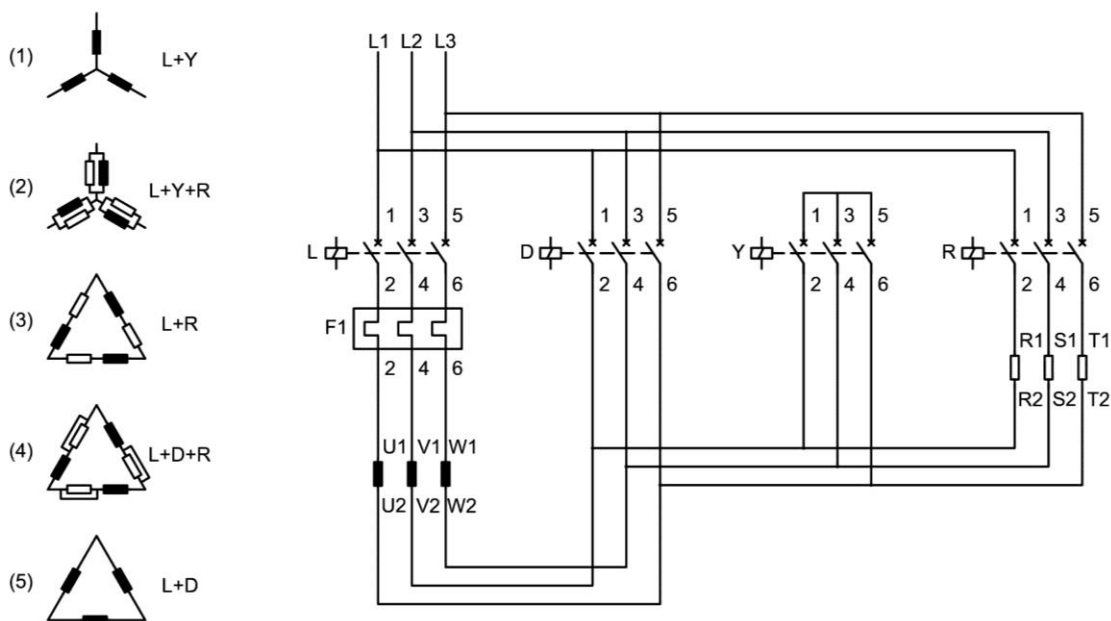 (1) L+Y
(2) L+Y+R
(3) L+R
(4) L+D+R
(5) L+D
L1 L2 L3
1 3 5 1 3 5 1 3 5 1 3 5
L D Y R
2 4 6 2 4 6 2 4 6 2 4 6
F1
2 4 6
R1 S1 T1
R2 S2 T2
U1 V1 W1
U2 V2 W2